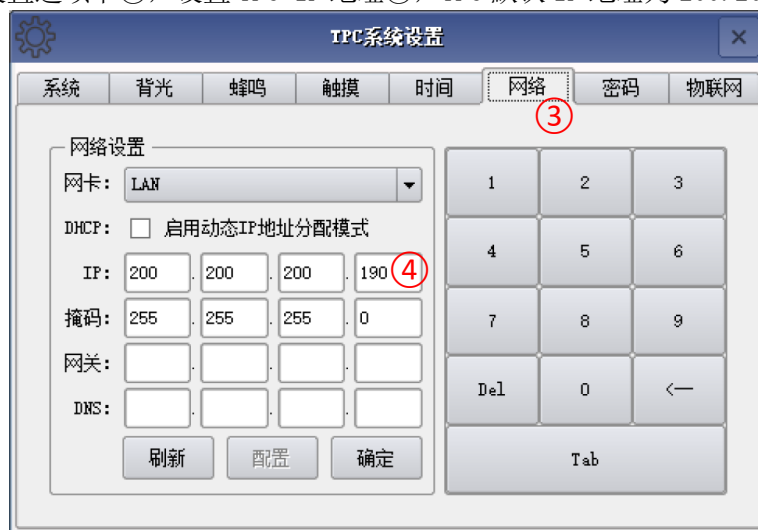 TPC系统设置
系统 背光 蜂鸣 触摸 时间 网络 密码 物联网
③
网络设置
网卡: LAN
DHCP: 启用动态IP地址分配模式
IP: 200 . 200 . 200 . 190 ④
掩码: 255 . 255 . 255 . 0
网关: . . .
DNS: . . .
刷新 配置 确定
1 2 3
4 5 6
7 8 9
Del 0 <—
Tab